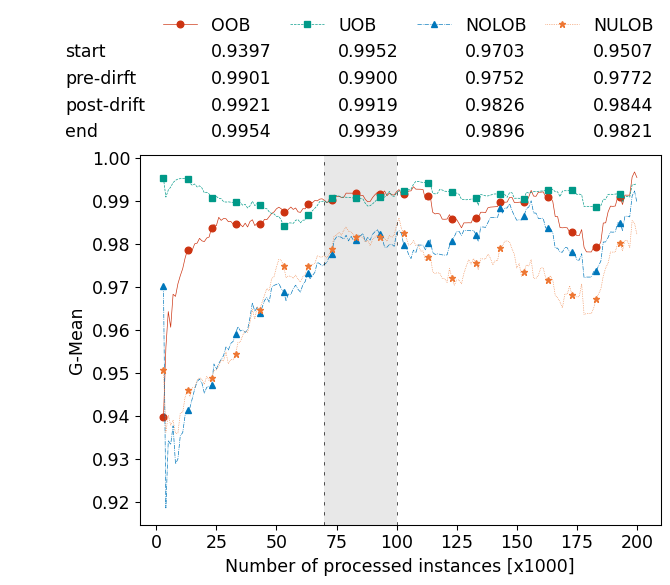 OOB UOB NOLOB NULOB
start 0.9397 0.9952 0.9703 0.9507
pre-dirft 0.9901 0.9900 0.9752 0.9772
post-drift 0.9921 0.9919 0.9826 0.9844
end 0.9954 0.9939 0.9896 0.9821
1.00
0.99
0.98
0.97
0.96
0.95
0.94
0.93
0.92
G-Mean
0 25 50 75 100 125 150 175 200
Number of processed instances [x1000]